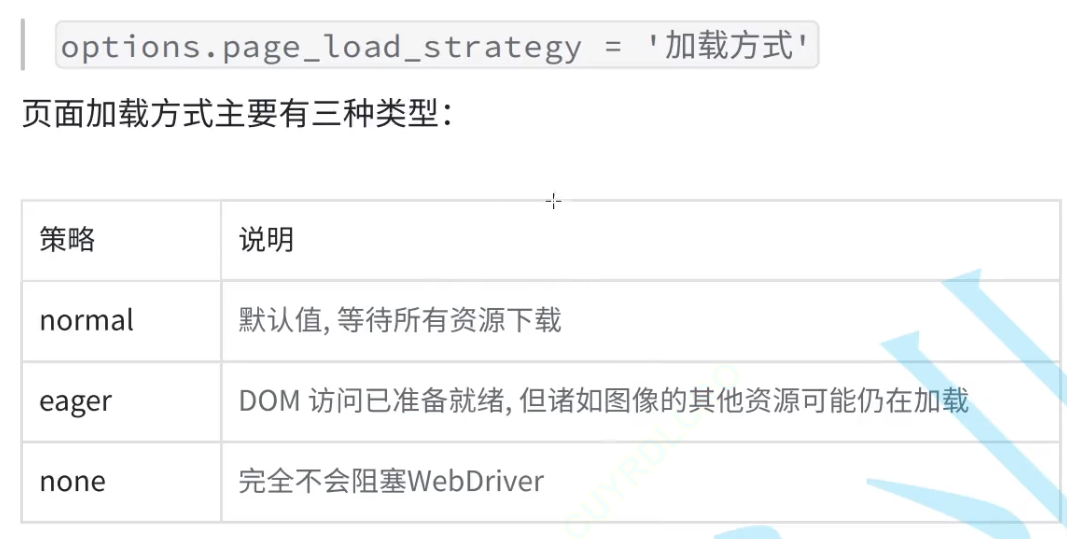 options.page_load_strategy = '加载方式'
页面加载方式主要有三种类型：
策略 说明
normal 默认值, 等待所有资源下载
eager DOM 访问已准备就绪, 但诸如图像的其他资源可能仍在加载
none 完全不会阻塞WebDriver